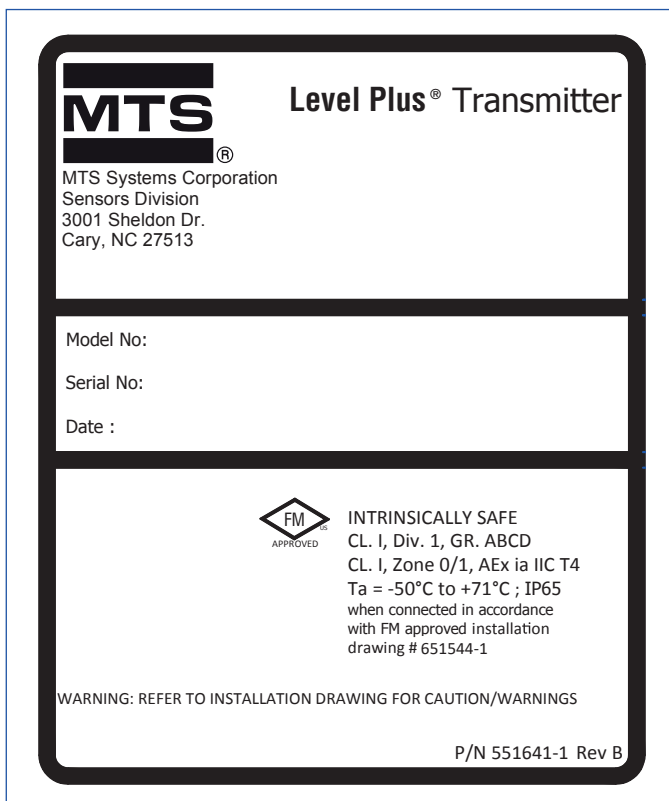 MTS
®
Level Plus® Transmitter
MTS Systems Corporation
Sensors Division
3001 Sheldon Dr.
Cary, NC 27513
Model No:
Serial No:
Date :
FM
us
APPROVED
INTRINSICALLY SAFE
CL. I, Div. 1, GR. ABCD
CL. I, Zone 0/1, AEx ia IIC T4
Ta = -50°C to +71°C ; IP65
when connected in accordance
with FM approved installation
drawing # 651544-1
WARNING: REFER TO INSTALLATION DRAWING FOR CAUTION/WARNINGS
P/N 551641-1 Rev B